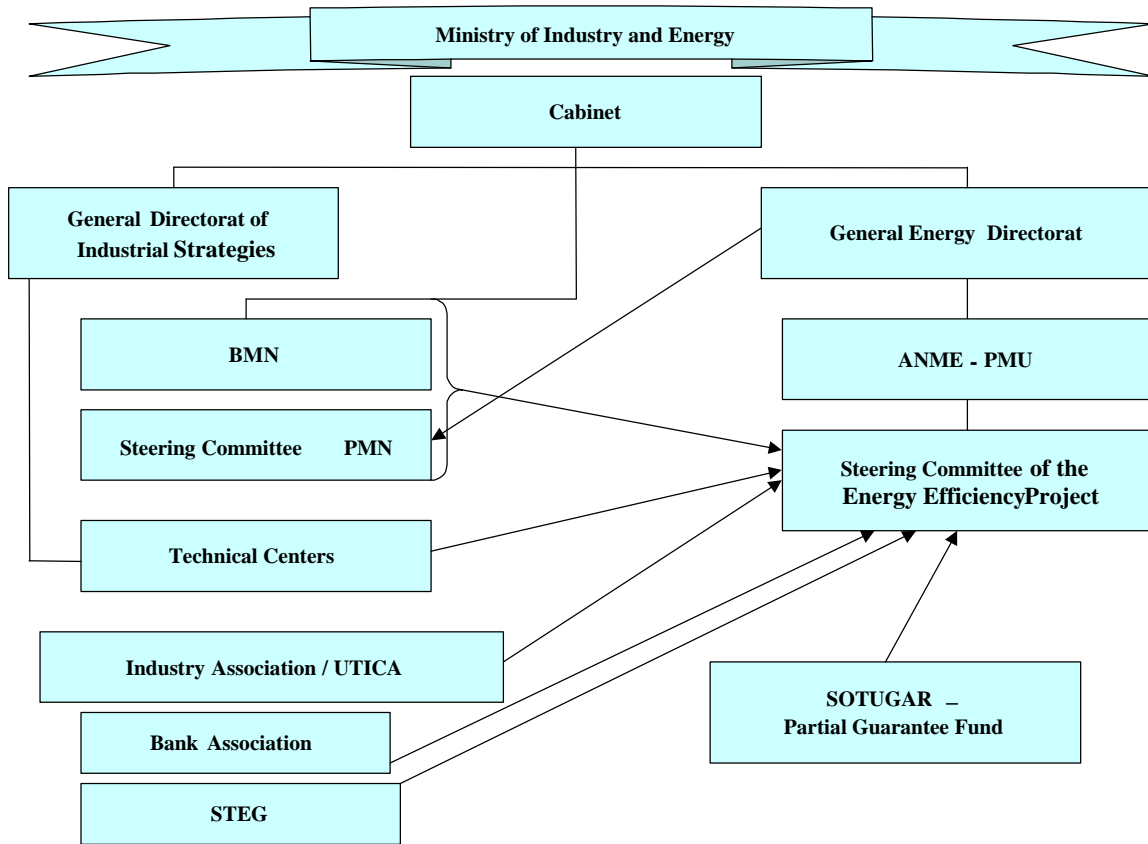 Ministry of Industry and Energy
Cabinet
General Directorat of
Industrial Strategies
General Energy Directorat
BMN
ANME - PMU
Steering Committee PMN
Steering Committee of the
Energy EfficiencyProject
Technical Centers
Industry Association / UTICA
SOTUGAR –
Partial Guarantee Fund
Bank Association
STEG